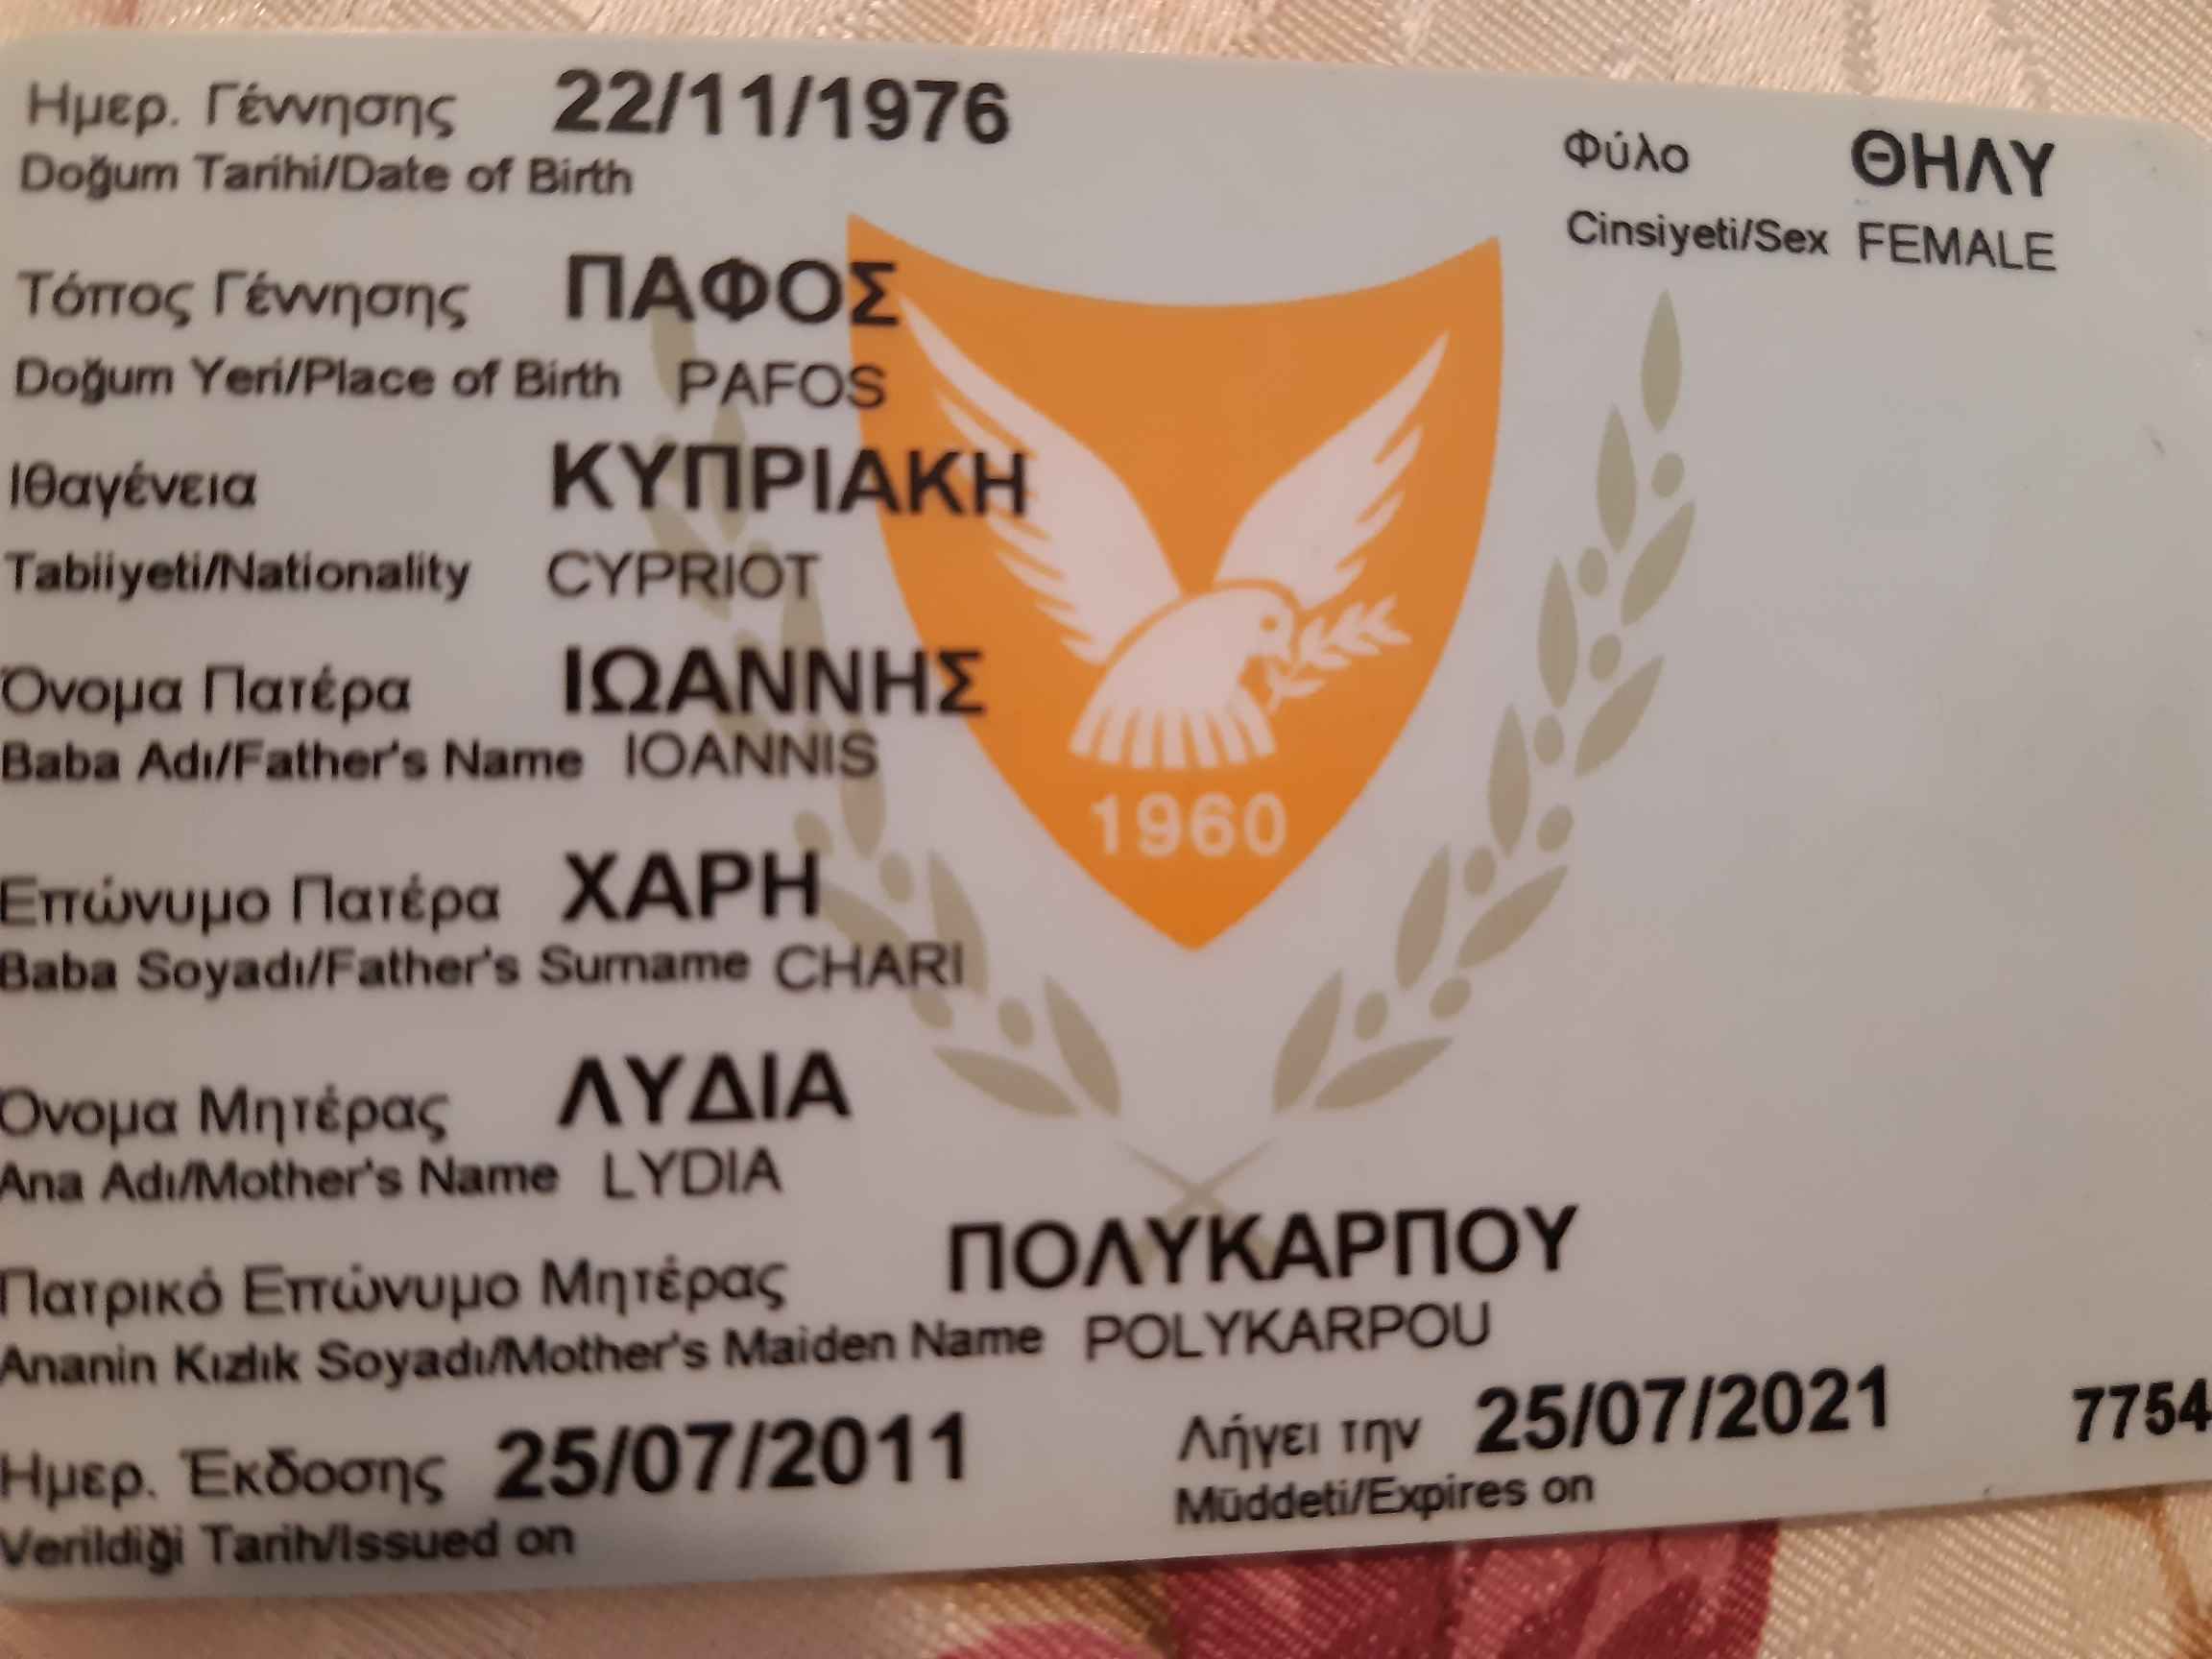 Ημερ. Γέννησης 22/11/1976
Doğum Tarihi/Date of Birth
Φύλο ΘΗΛΥ
Cinsiyeti/Sex FEMALE
Τόπος Γέννησης ΠΑΦΟΣ
Doğum Yeri/Place of Birth PAFOS
Ιθαγένεια ΚΥΠΡΙΑΚΗ
Tabiiyeti/Nationality CYPRIOT
Όνομα Πατέρα ΙΩΑΝΝΗΣ
Baba Adı/Father's Name IOANNIS
1960
Επώνυμο Πατέρα ΧΑΡΗ
Baba Soyadı/Father's Surname CHARI
Όνομα Μητέρας ΛΥΔΙΑ
Ana Adı/Mother's Name LYDIA
Πατρικό Επώνυμο Μητέρας ΠΟΛΥΚΑΡΠΟΥ
Ananin Kızlık Soyadı/Mother's Maiden Name POLYKARPOU
Ημερ. Έκδοσης 25/07/2011 Λήγει την 25/07/2021 7754
Verildiği Tarih/Issued on Müddeti/Expires on